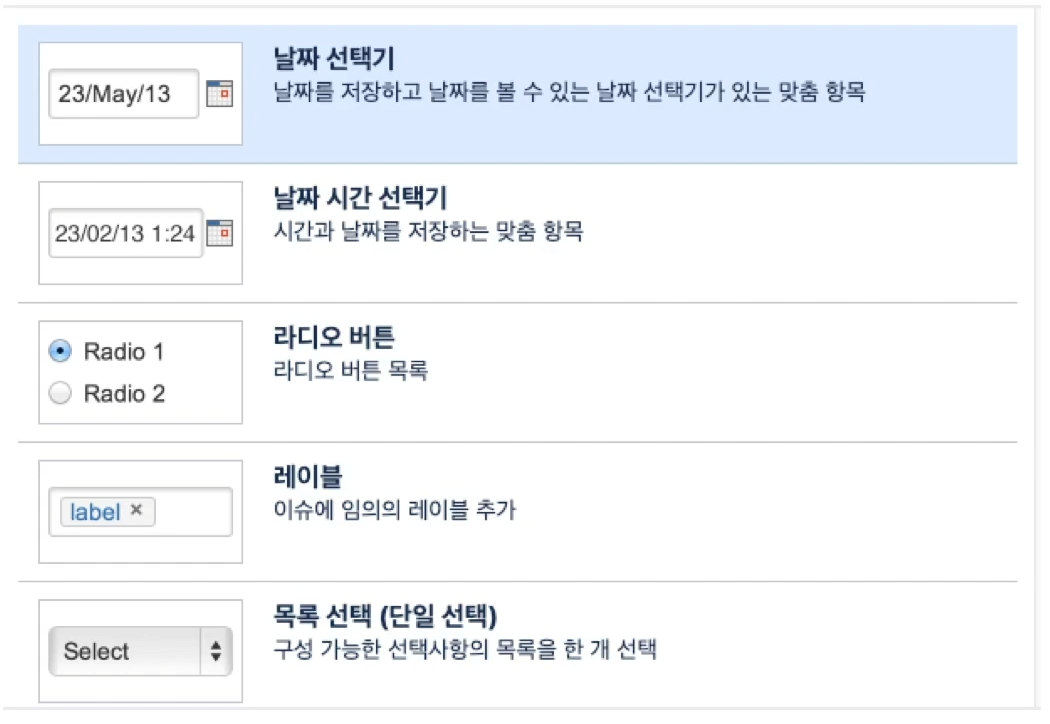 23/May/13
날짜 선택기
날짜를 저장하고 날짜를 볼 수 있는 날짜 선택기가 있는 맞춤 항목
23/02/13 1:24
날짜 시간 선택기
시간과 날짜를 저장하는 맞춤 항목
Radio 1
Radio 2
라디오 버튼
라디오 버튼 목록
label ×
레이블
이슈에 임의의 레이블 추가
Select
목록 선택 (단일 선택)
구성 가능한 선택사항의 목록을 한 개 선택